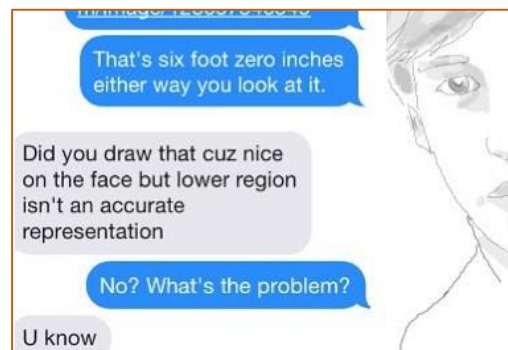 That's six foot zero inches
either way you look at it.
Did you draw that cuz nice
on the face but lower region
isn't an accurate
representation
No? What's the problem?
U know